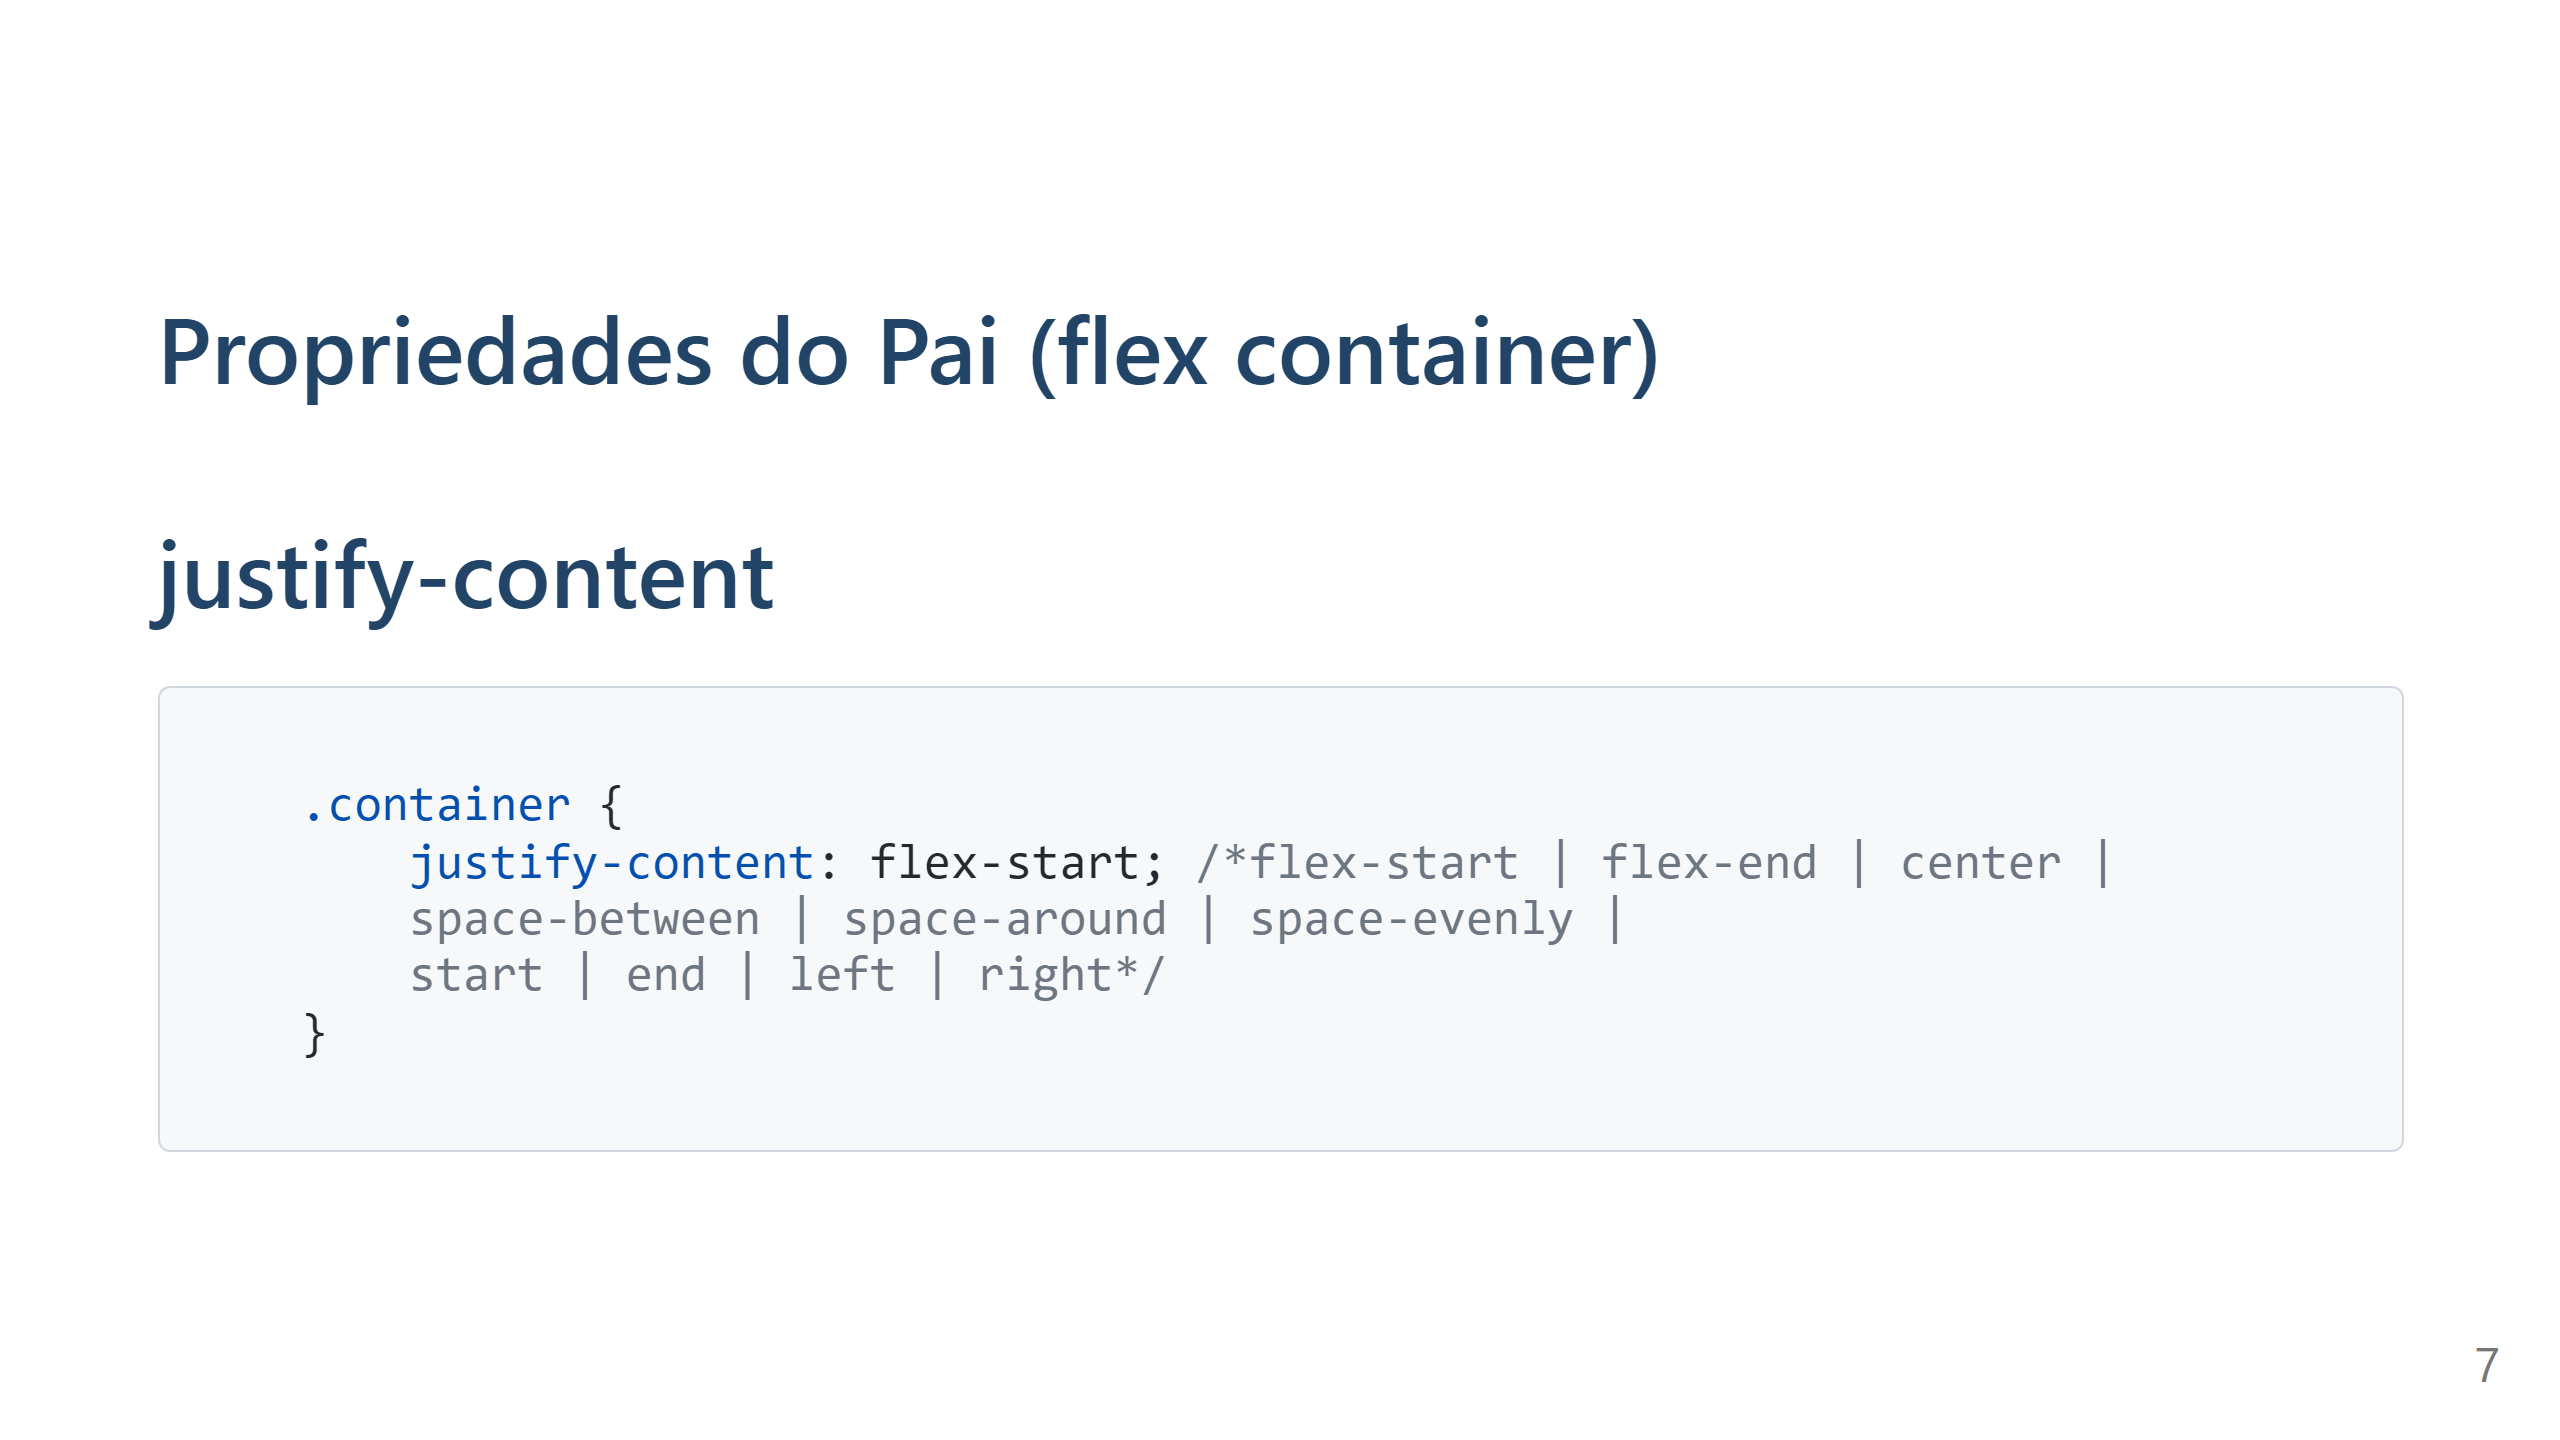 Propriedades do Pai (flex container)
justify-content
.container {
    justify-content: flex-start; /*flex-start | flex-end | center |
    space-between | space-around | space-evenly |
    start | end | left | right*/
}
7